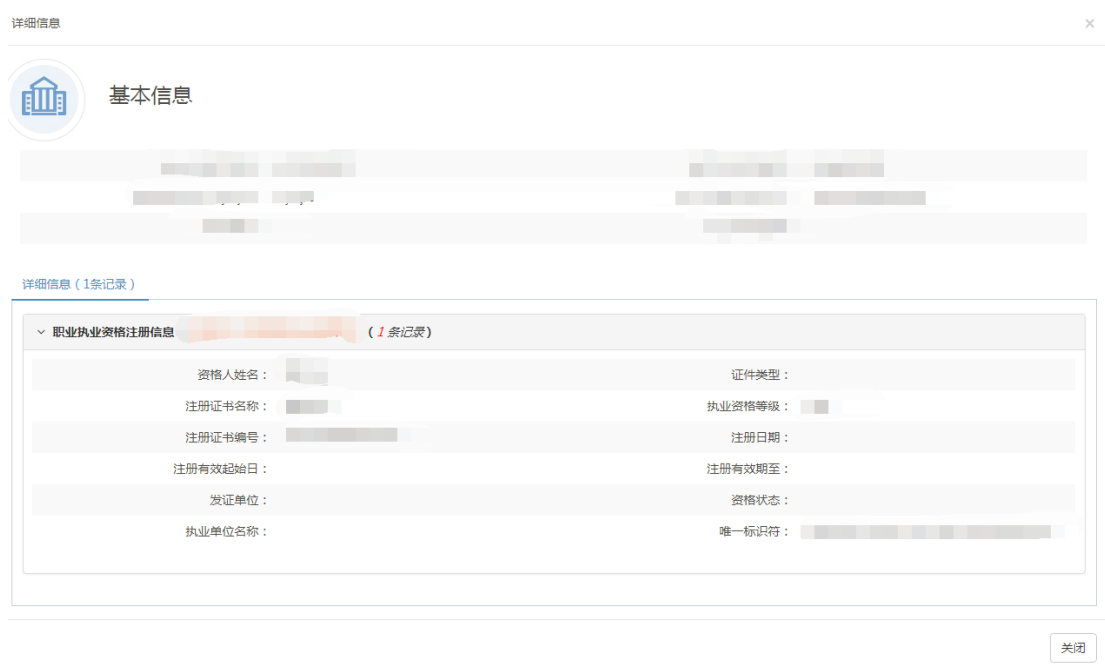 详细信息
×
基本信息
详细信息（1条记录）
职业执业资格注册信息 （1 条记录）
资格人姓名： 证件类型：
注册证书名称： 执业资格等级：
注册证书编号： 注册日期：
注册有效起始日： 注册有效期至：
发证单位： 资格状态：
执业单位名称： 唯一标识符：
关闭